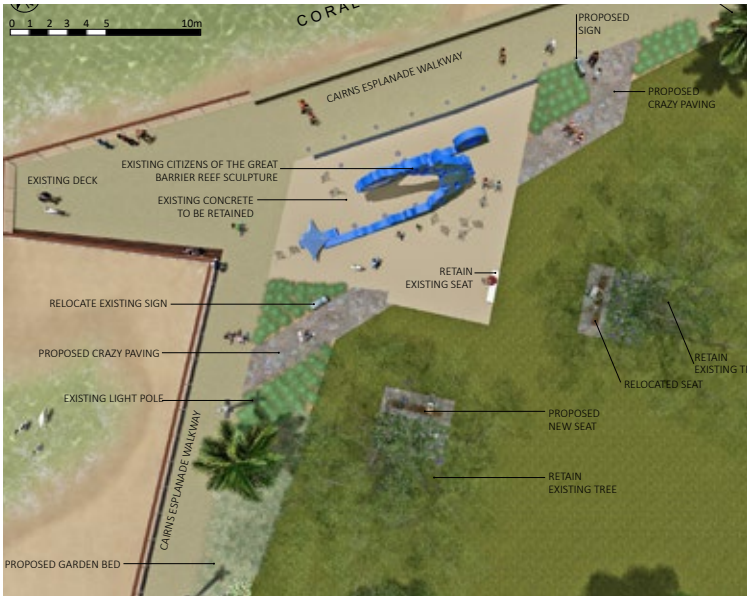 CORAL
0 1 2 3 4 5 10m
PROPOSED
SIGN
CAIRNS ESPLANADE WALKWAY
PROPOSED
CRAZY PAVING
EXISTING CITIZENS OF THE GREAT
BARRIER REEF SCULPTURE
EXISTING DECK
EXISTING CONCRETE
TO BE RETAINED
RETAIN
EXISTING SEAT
RELOCATE EXISTING SIGN
PROPOSED CRAZY PAVING
RETAIN
EXISTING
RELOCATED SEAT
EXISTING LIGHT POLE
PROPOSED
NEW SEAT
CAIRNS ESPLANADE WALKWAY
RETAIN
EXISTING TREE
PROPOSED GARDEN BED